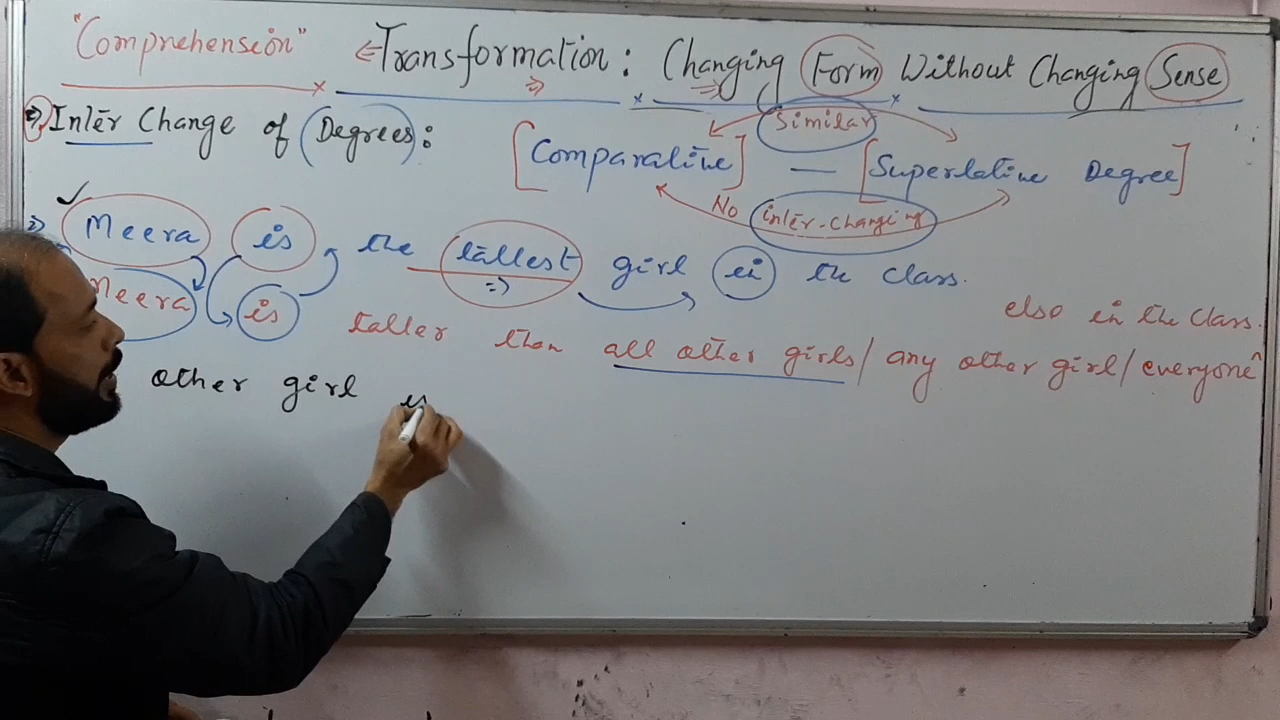 "Comprehension" Transformation: Changing Form Without Changing Sense
Inter Change of Degrees:
Similar
[Comparative] — [Superlative Degree]
No inter-changing
Meera is the tallest girl in the class.
else in the class.
Meera is taller than all other girls/ any other girl/ everyone^
other girl is